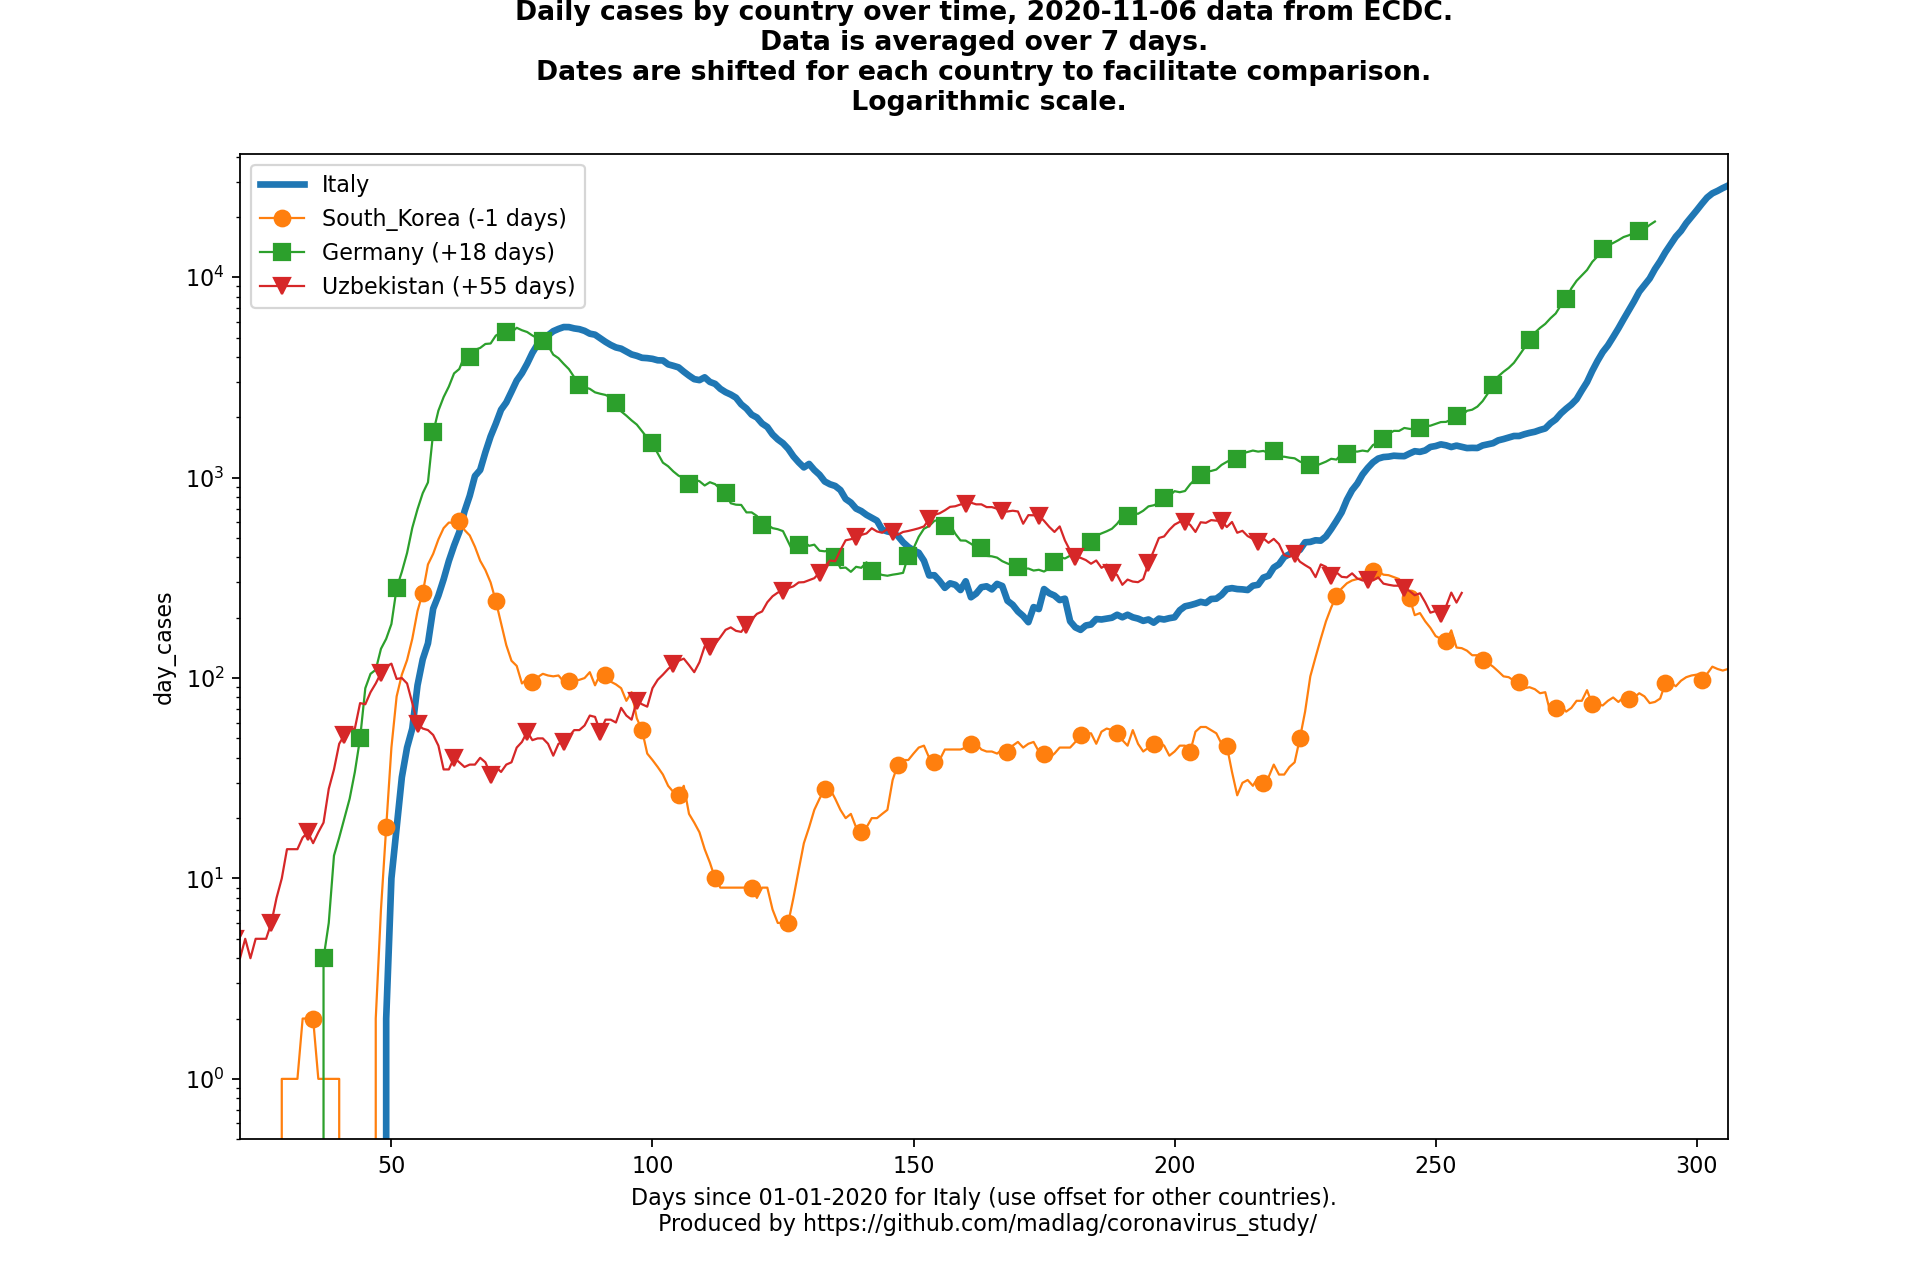 Daily cases by country over time, 2020-11-06 data from ECDC.
Data is averaged over 7 days.
Dates are shifted for each country to facilitate comparison.
Logarithmic scale.
Italy
South_Korea (-1 days)
Germany (+18 days)
Uzbekistan (+55 days)
day_cases
10⁴
10³
10²
10¹
10⁰
50 100 150 200 250 300
Days since 01-01-2020 for Italy (use offset for other countries).
Produced by https://github.com/madlag/coronavirus_study/